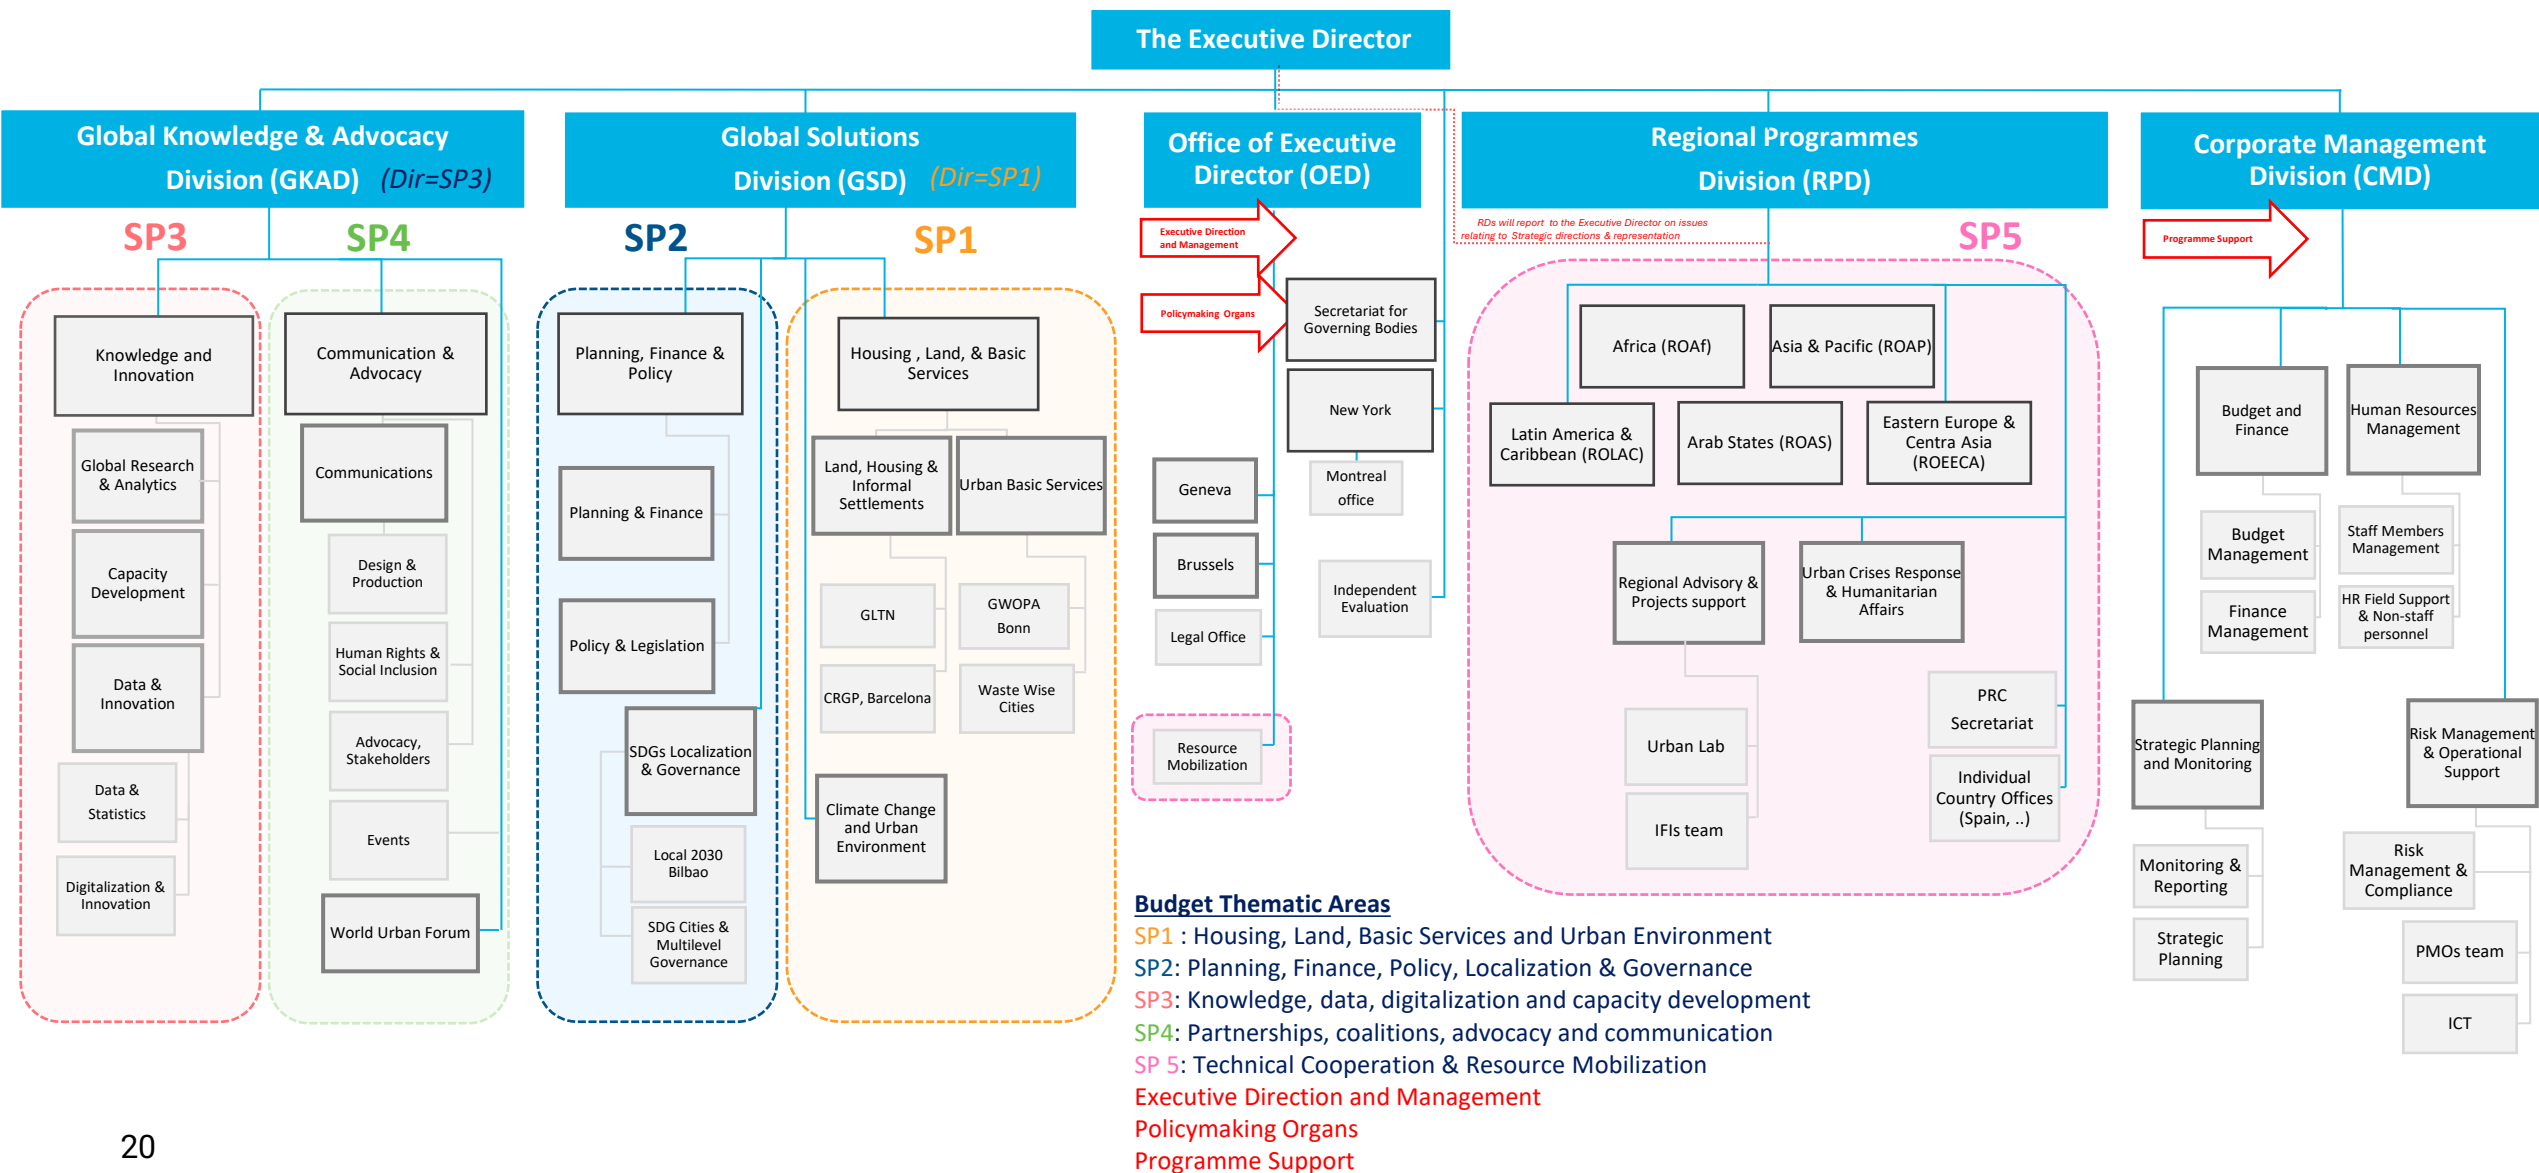 The Executive Director
Global Knowledge & Advocacy
Division (GKAD) (Dir=SP3)
Global Solutions
Division (GSD) (Dir=SP1)
Office of Executive
Director (OED)
Regional Programmes
Division (RPD)
Corporate Management
Division (CMD)
SP3
SP4
SP2
SP1
Executive Direction
and Management
RDs will report to the Executive Director on issues
relating to Strategic directions & representation
SP5
Programme Support
Policymaking Organs
Knowledge and
Innovation
Global Research
& Analytics
Capacity
Development
Data &
Innovation
Data &
Statistics
Digitalization &
Innovation
Communication &
Advocacy
Communications
Design &
Production
Human Rights &
Social Inclusion
Advocacy,
Stakeholders
Events
World Urban Forum
Planning, Finance &
Policy
Planning & Finance
Policy & Legislation
SDGs Localization
& Governance
Local 2030
Bilbao
SDG Cities &
Multilevel
Governance
Housing , Land, & Basic
Services
Land, Housing &
Informal
Settlements
Urban Basic Services
GLTN
GWOPA
Bonn
CRGP, Barcelona
Waste Wise
Cities
Climate Change
and Urban
Environment
Secretariat for
Governing Bodies
New York
Montreal
office
Geneva
Brussels
Independent
Evaluation
Legal Office
Resource
Mobilization
Africa (ROAf)
Asia & Pacific (ROAP)
Latin America &
Caribbean (ROLAC)
Arab States (ROAS)
Eastern Europe &
Centra Asia
(ROEECA)
Regional Advisory &
Projects support
Urban Crises Response
& Humanitarian
Affairs
Urban Lab
IFIs team
PRC
Secretariat
Individual
Country Offices
(Spain, ..)
Budget and
Finance
Human Resources
Management
Budget
Management
Staff Members
Management
Finance
Management
HR Field Support
& Non-staff
personnel
Strategic Planning
and Monitoring
Risk Management
& Operational
Support
Monitoring &
Reporting
Strategic
Planning
Risk
Management &
Compliance
PMOs team
ICT
Budget Thematic Areas
SP1 : Housing, Land, Basic Services and Urban Environment
SP2: Planning, Finance, Policy, Localization & Governance
SP3: Knowledge, data, digitalization and capacity development
SP4: Partnerships, coalitions, advocacy and communication
SP 5: Technical Cooperation & Resource Mobilization
Executive Direction and Management
Policymaking Organs
Programme Support
20